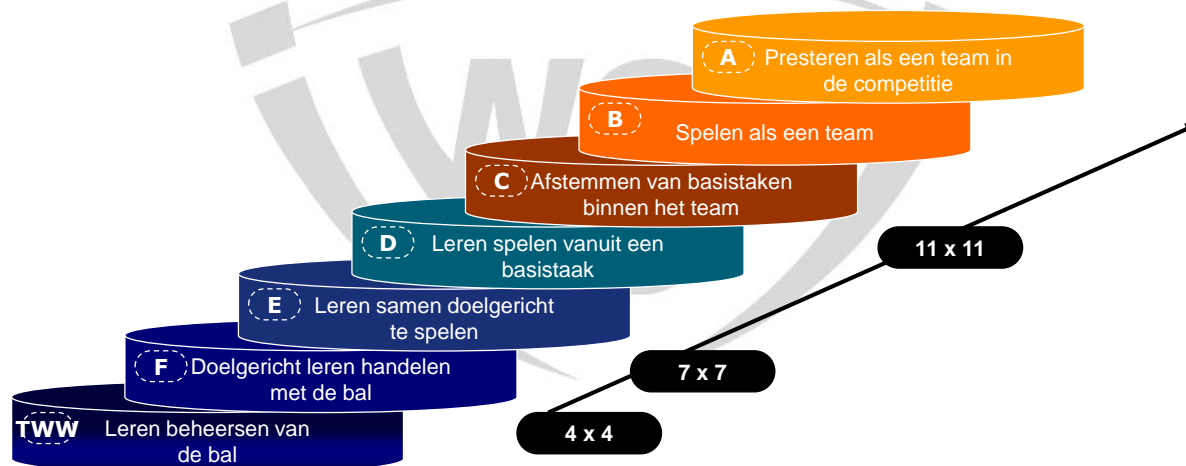 A
Presteren als een team in
de competitie
B
Spelen als een team
C
Afstemmen van basistaken
binnen het team
D
Leren spelen vanuit een
basistaak
E
Leren samen doelgericht
te spelen
F
Doelgericht leren handelen
met de bal
TWW
Leren beheersen van
de bal
11 x 11
7 x 7
4 x 4